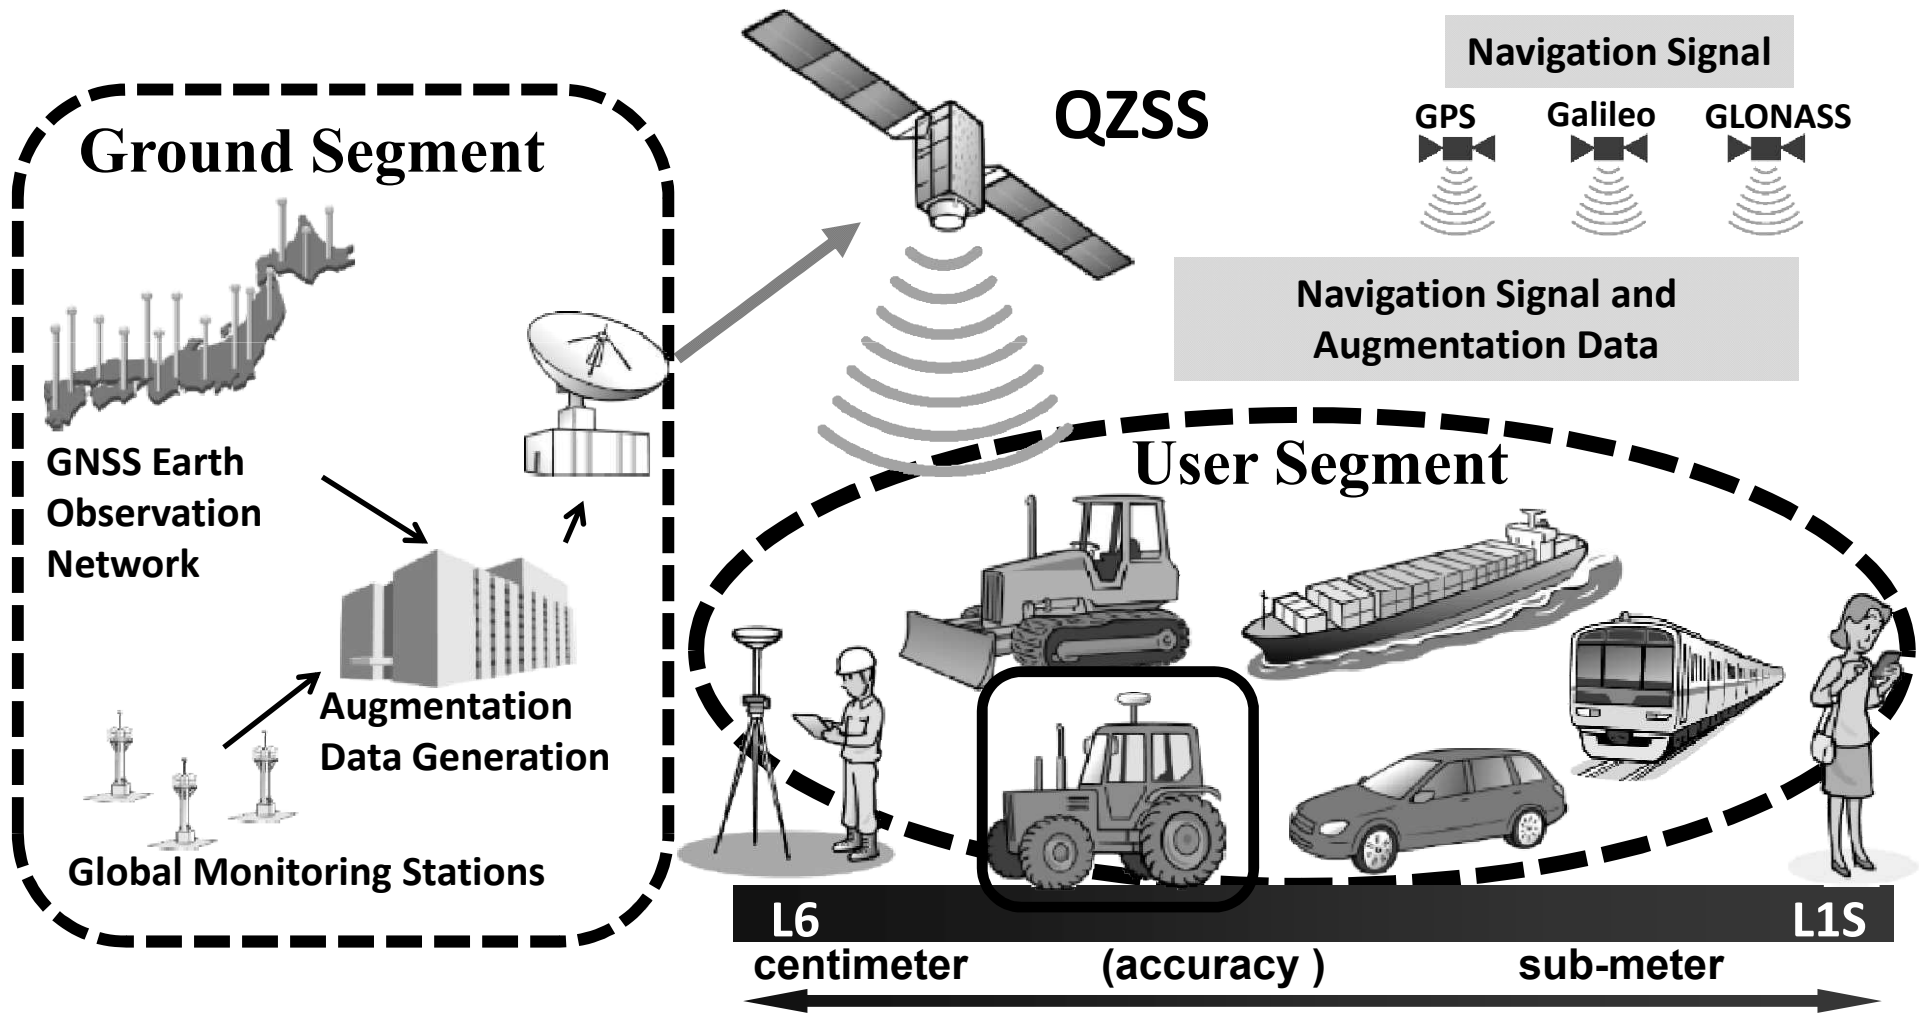 Navigation Signal
QZSS
GPS
Galileo
GLONASS
Ground Segment
Navigation Signal and
Augmentation Data
User Segment
GNSS Earth
Observation
Network
Augmentation
Data Generation
Global Monitoring Stations
L6
L1S
centimeter
(accuracy )
sub-meter